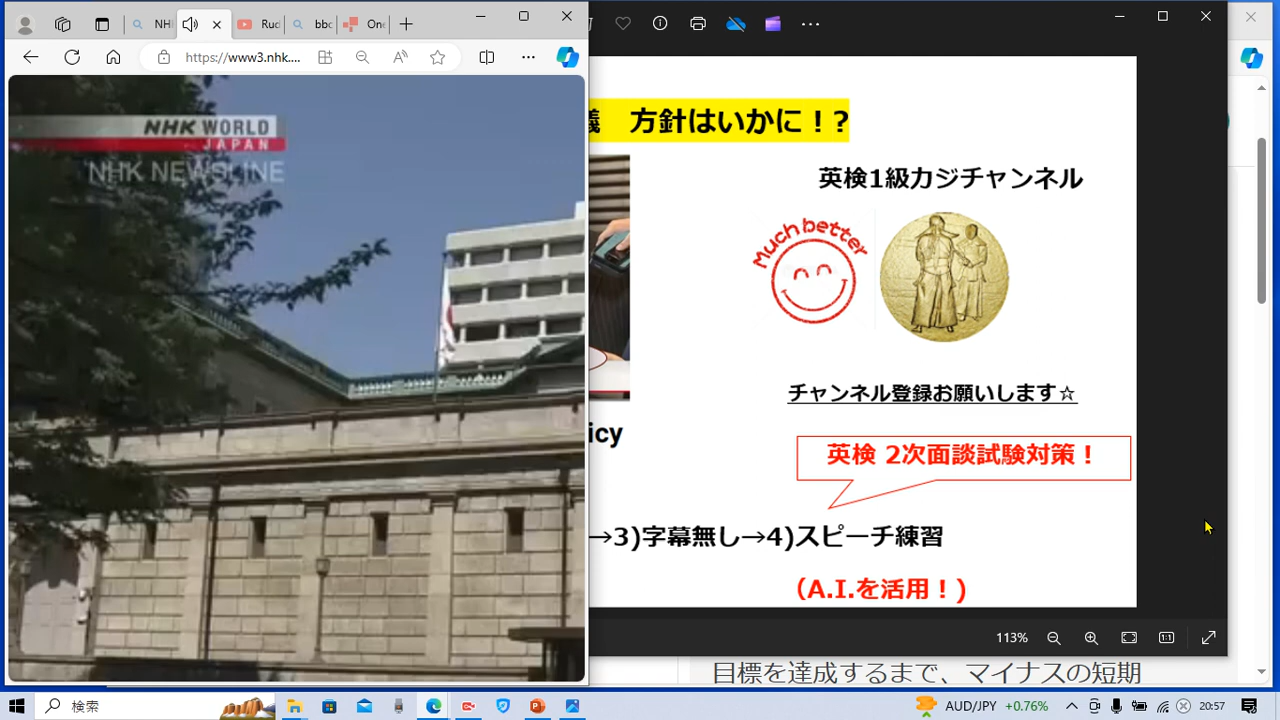 NH
Rud
bbc
One
https://www3.nhk....
NHK WORLD
JAPAN
NHK NEWSLINE
議　方針はいかに！?
英検1級力ジチャンネル
Much better
チャンネル登録お願いします☆
icy
英検 2次面談試験対策！
→3)字幕無し→4)スピーチ練習
（A.I.を活用！)
113%
目標を達成するまで、マイナスの短期
検索
AUD/JPY +0.76%
20:57